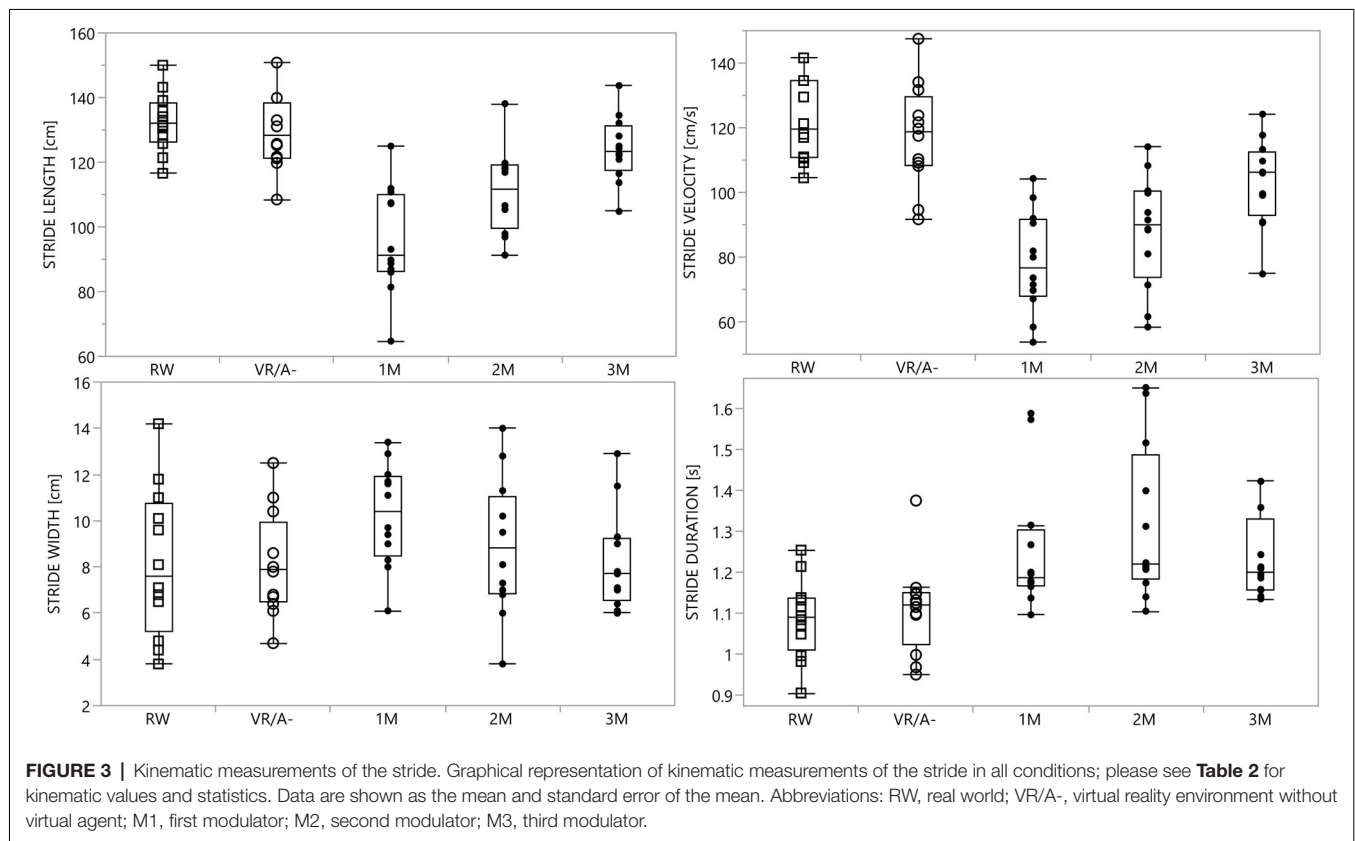 160
140
120
100
80
60
STRIDE LENGTH [cm]
RW VR/A- 1M 2M 3M
140
120
100
80
60
STRIDE VELOCITY [cm/s]
RW VR/A- 1M 2M 3M
16
14
12
10
8
6
4
2
STRIDE WIDTH [cm]
RW VR/A- 1M 2M 3M
1.6
1.5
1.4
1.3
1.2
1.1
1
0.9
STRIDE DURATION [s]
RW VR/A- 1M 2M 3M
FIGURE 3 | Kinematic measurements of the stride. Graphical representation of kinematic measurements of the stride in all conditions; please see Table 2 for
kinematic values and statistics. Data are shown as the mean and standard error of the mean. Abbreviations: RW, real world; VR/A-, virtual reality environment without
virtual agent; M1, first modulator; M2, second modulator; M3, third modulator.